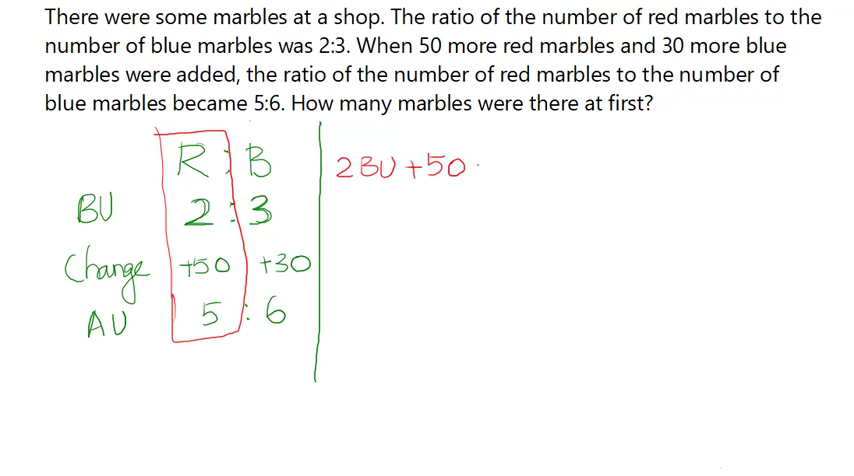 There were some marbles at a shop. The ratio of the number of red marbles to the
number of blue marbles was 2:3. When 50 more red marbles and 30 more blue
marbles were added, the ratio of the number of red marbles to the number of
blue marbles became 5:6. How many marbles were there at first?
R : B 2BU +50
BU 2 : 3
Change +50 +30
AU 5 : 6